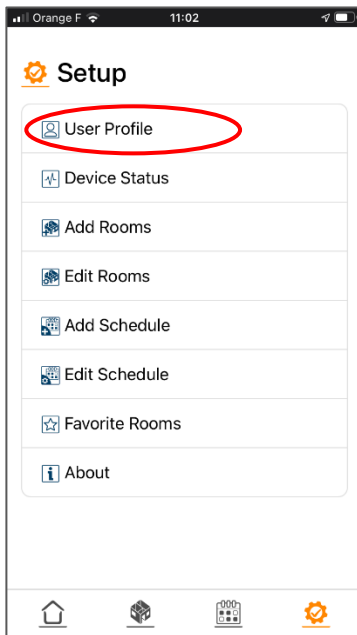 Orange F 11:02
Setup
User Profile
Device Status
Add Rooms
Edit Rooms
Add Schedule
Edit Schedule
Favorite Rooms
About